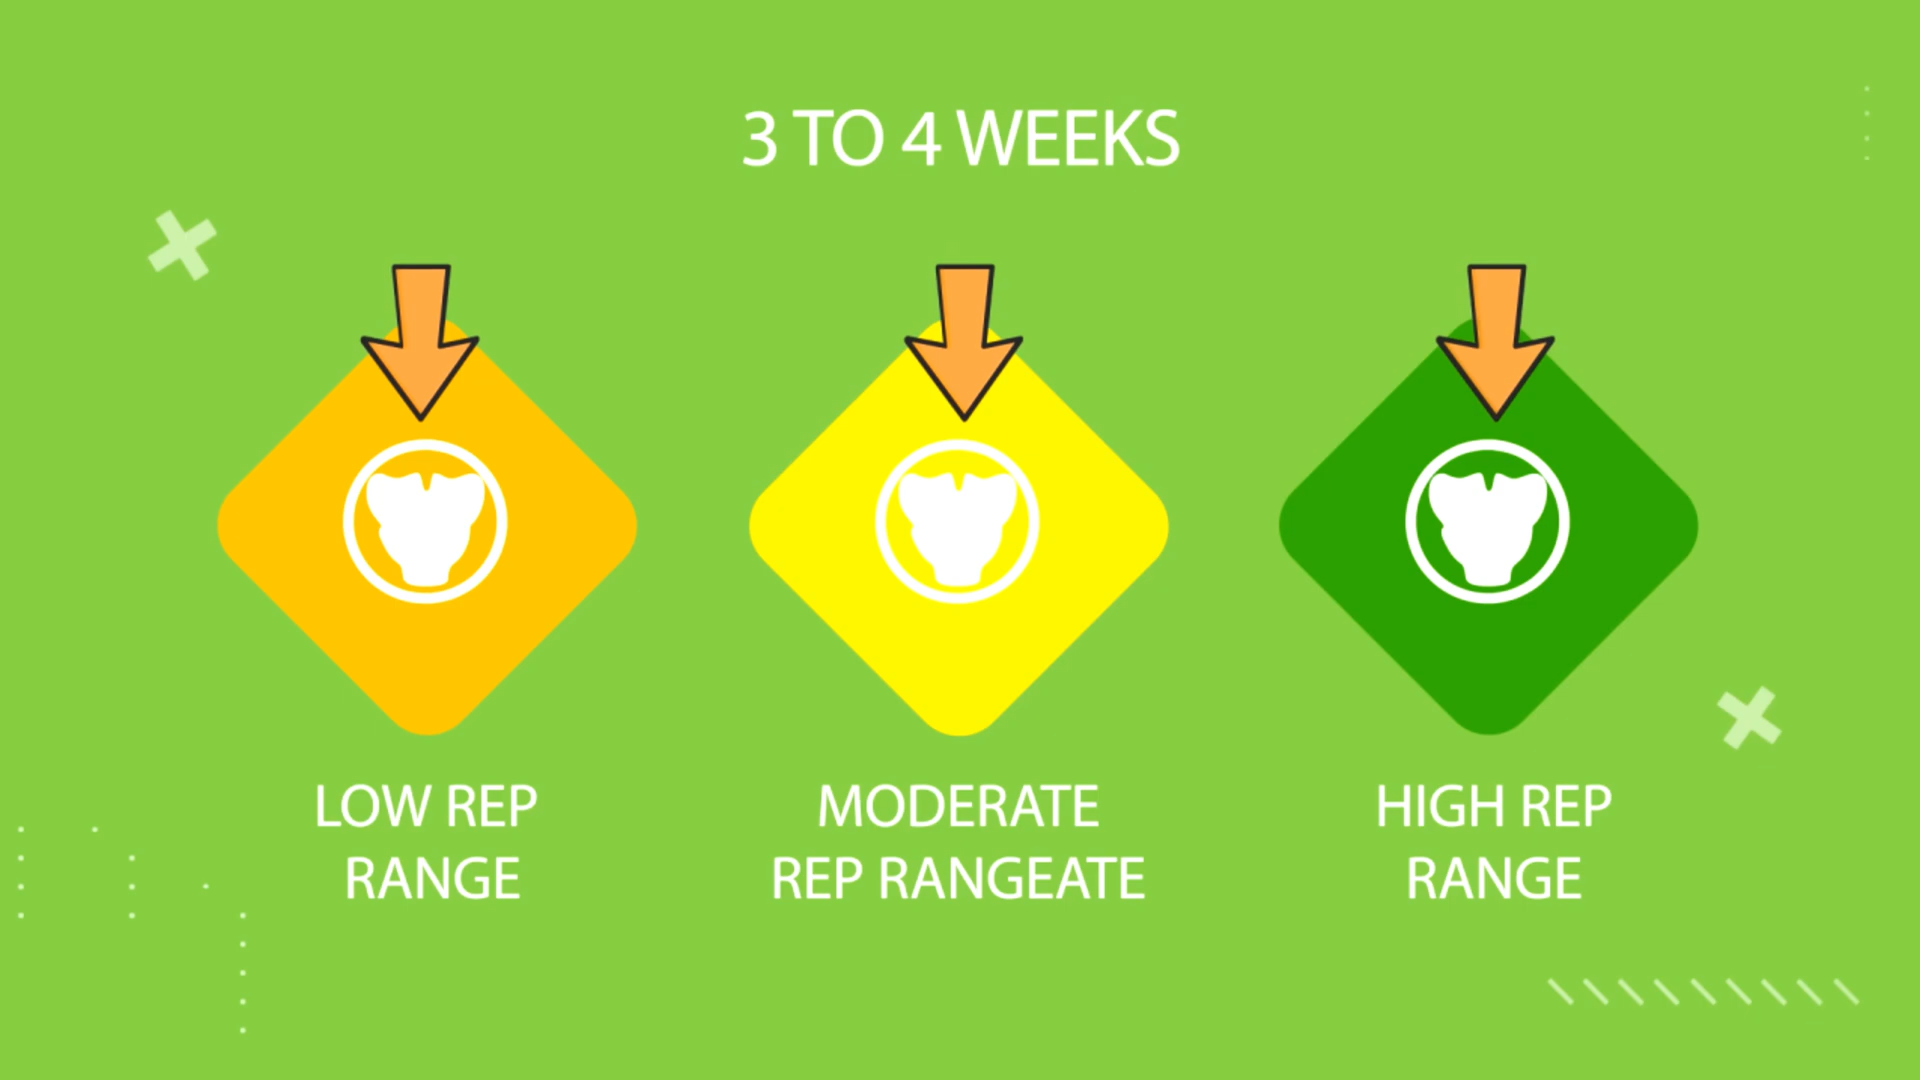 3 TO 4 WEEKS
LOW REP
RANGE
MODERATE
REP RANGEATE
HIGH REP
RANGE